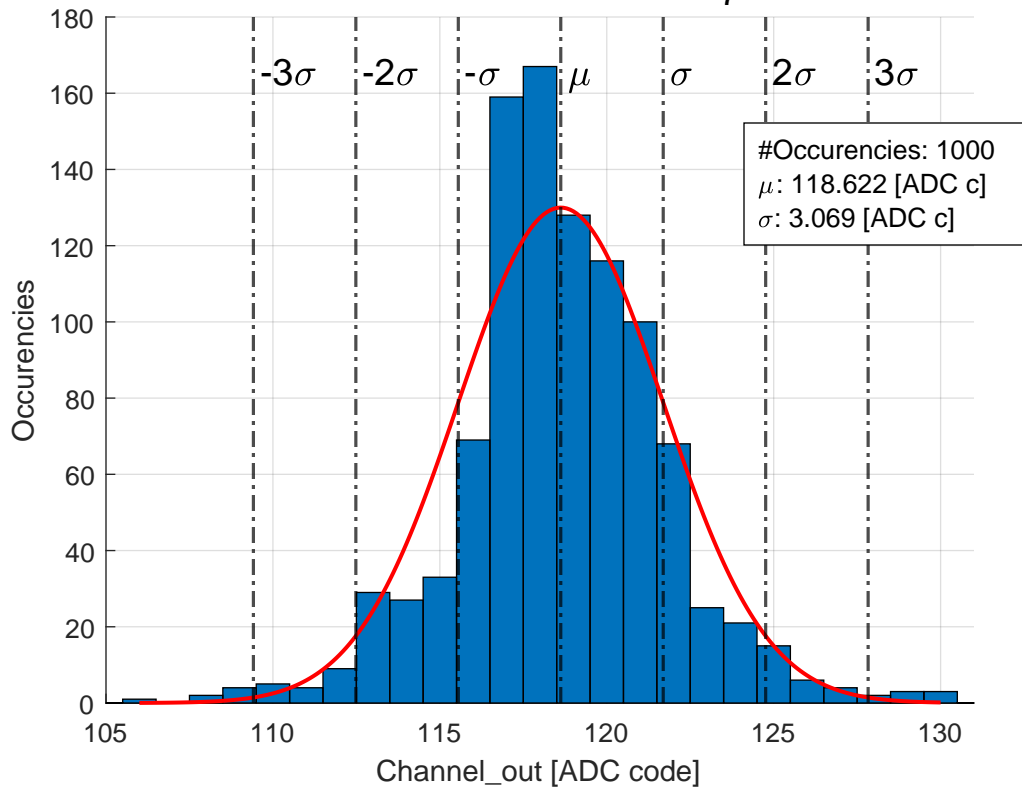 180
160
140
120
100
80
60
40
20
0
Occurencies
-3σ
-2σ
-σ
μ
σ
2σ
3σ
#Occurencies: 1000
μ: 118.622 [ADC c]
σ: 3.069 [ADC c]
105
110
115
120
125
130
Channel_out [ADC code]